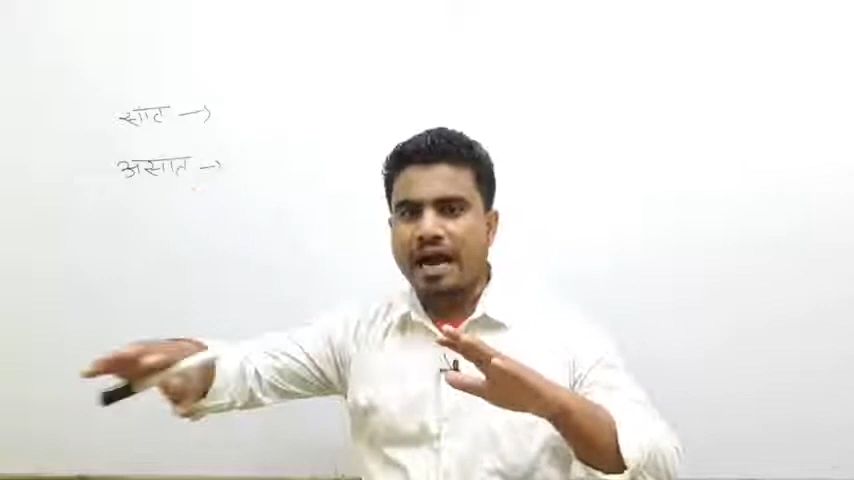 सांत →
असांत →